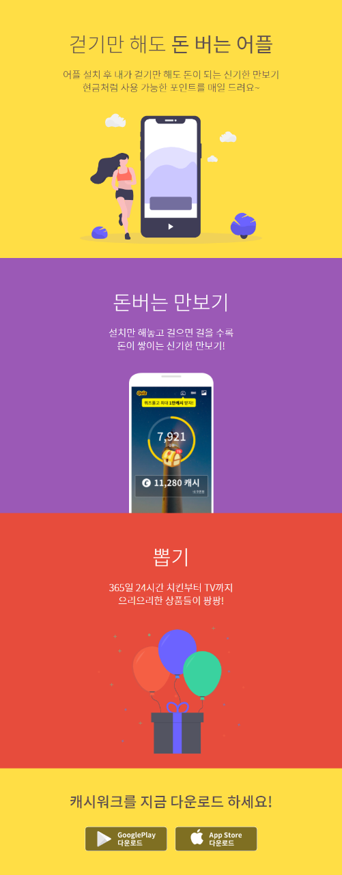 걷기만 해도 돈 버는 어플
어플 설치 후 내가 걷기만 해도 돈이 되는 신기한 만보기
현금처럼 사용 가능한 포인트를 매일 드려요~
돈버는 만보기
설치만 해놓고 걸으면 걸을 수록
돈이 쌓이는 신기한 만보기!
7,921
11,280 캐시
뽑기
365일 24시간 치킨부터 TV까지
으리으리한 상품들이 팡팡!
캐시워크를 지금 다운로드 하세요!
GooglePlay
다운로드
App Store
다운로드